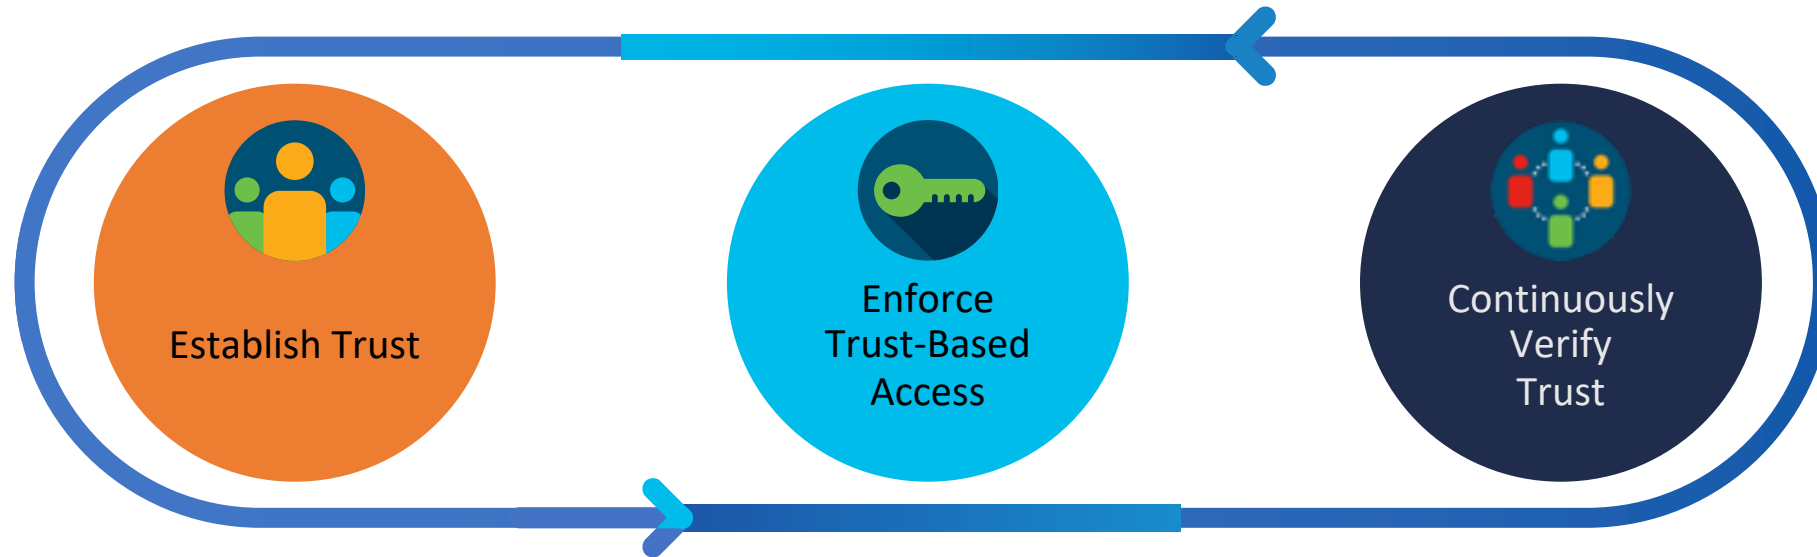 Establish Trust
Enforce
Trust-Based
Access
Continuously
Verify
Trust